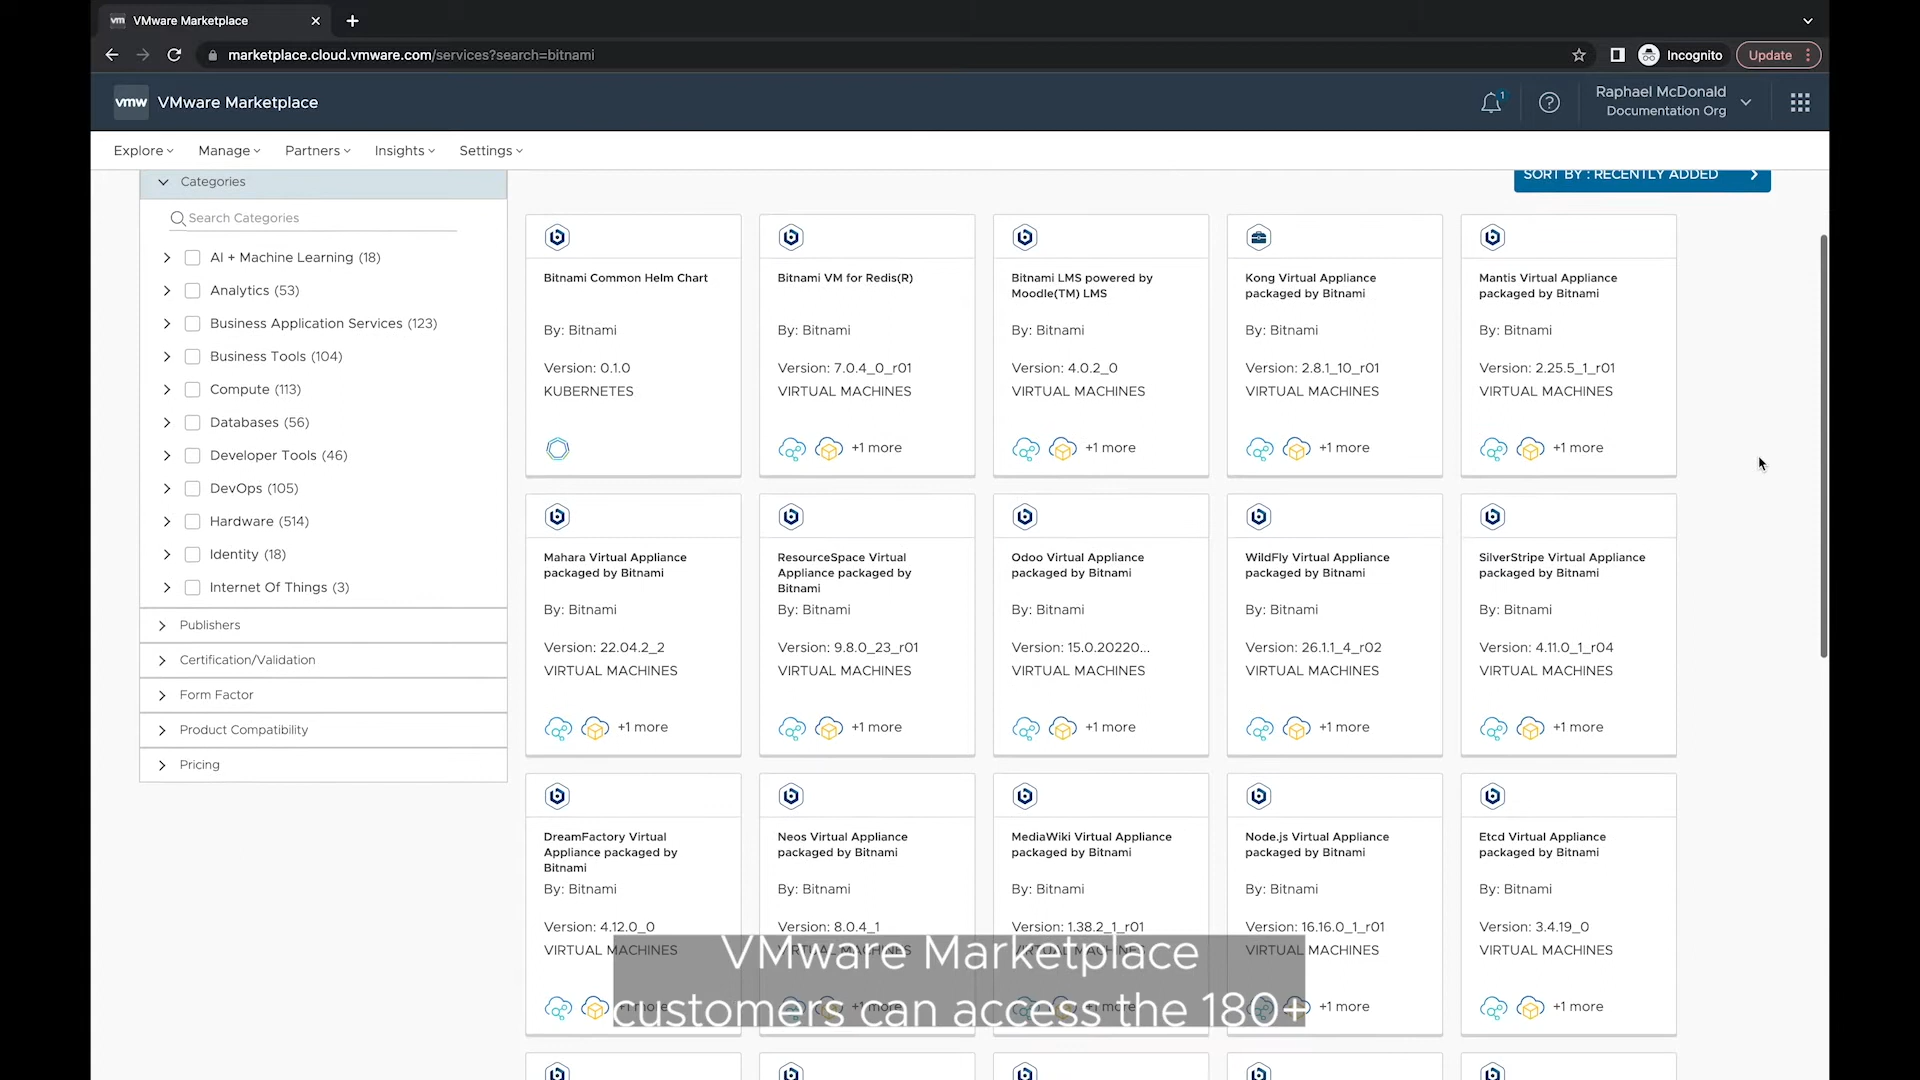 vm VMware Marketplace
marketplace.cloud.vmware.com/services?search=bitnami
Incognito
Update
vmw VMware Marketplace
1
Raphael McDonald
Documentation Org
Explore
Manage
Partners
Insights
Settings
Categories
SORT BY : RECENTLY ADDED
Search Categories
AI + Machine Learning (18)
Analytics (53)
Business Application Services (123)
Business Tools (104)
Compute (113)
Databases (56)
Developer Tools (46)
DevOps (105)
Hardware (514)
Identity (18)
Internet Of Things (3)
Publishers
Certification/Validation
Form Factor
Product Compatibility
Pricing
Bitnami Common Helm Chart
By: Bitnami
Version: 0.1.0
KUBERNETES
Bitnami VM for Redis(R)
By: Bitnami
Version: 7.0.4_0_r01
VIRTUAL MACHINES
+1 more
Bitnami LMS powered by
Moodle(TM) LMS
By: Bitnami
Version: 4.0.2_0
VIRTUAL MACHINES
+1 more
Kong Virtual Appliance
packaged by Bitnami
By: Bitnami
Version: 2.8.1_10_r01
VIRTUAL MACHINES
+1 more
Mantis Virtual Appliance
packaged by Bitnami
By: Bitnami
Version: 2.25.5_1_r01
VIRTUAL MACHINES
+1 more
Mahara Virtual Appliance
packaged by Bitnami
By: Bitnami
Version: 22.04.2_2
VIRTUAL MACHINES
+1 more
ResourceSpace Virtual
Appliance packaged by
Bitnami
By: Bitnami
Version: 9.8.0_23_r01
VIRTUAL MACHINES
+1 more
Odoo Virtual Appliance
packaged by Bitnami
By: Bitnami
Version: 15.0.20220...
VIRTUAL MACHINES
+1 more
WildFly Virtual Appliance
packaged by Bitnami
By: Bitnami
Version: 26.1.1_4_r02
VIRTUAL MACHINES
+1 more
SilverStripe Virtual Appliance
packaged by Bitnami
By: Bitnami
Version: 4.11.0_1_r04
VIRTUAL MACHINES
+1 more
DreamFactory Virtual
Appliance packaged by
Bitnami
By: Bitnami
Version: 4.12.0_0
VIRTUAL MACHINES
+1 more
Neos Virtual Appliance
packaged by Bitnami
By: Bitnami
Version: 8.0.4_1
VIRTUAL MACHINES
+1 more
MediaWiki Virtual Appliance
packaged by Bitnami
By: Bitnami
Version: 1.38.2_1_r01
VIRTUAL MACHINES
+1 more
Node.js Virtual Appliance
packaged by Bitnami
By: Bitnami
Version: 16.16.0_1_r01
VIRTUAL MACHINES
+1 more
Etcd Virtual Appliance
packaged by Bitnami
By: Bitnami
Version: 3.4.19_0
VIRTUAL MACHINES
+1 more
VMware Marketplace
customers can access the 180+